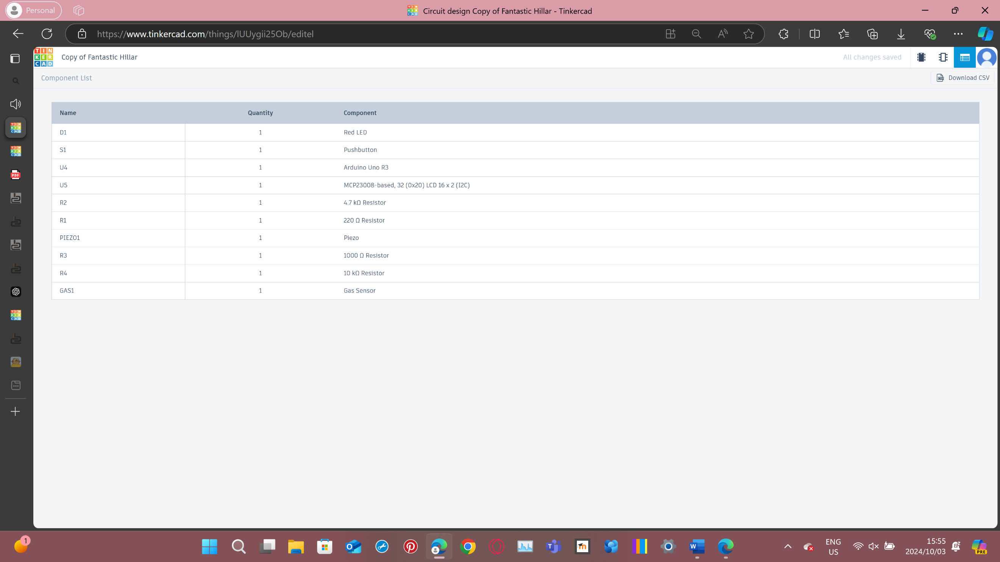 Personal
Circuit design Copy of Fantastic Hillar - Tinkercad
https://www.tinkercad.com/things/lUUygii25Ob/editel
TIN
KER
CAD
Copy of Fantastic Hillar
All changes saved
Component List
Download CSV
Name Quantity Component
D1 1 Red LED
S1 1 Pushbutton
U4 1 Arduino Uno R3
U5 1 MCP23008-based, 32 (0x20) LCD 16 x 2 (I2C)
R2 1 4.7 kΩ Resistor
R1 1 220 Ω Resistor
PIEZO1 1 Piezo
R3 1 1000 Ω Resistor
R4 1 10 kΩ Resistor
GAS1 1 Gas Sensor
PDF
1
ENG
US
15:55
2024/10/03
PRE